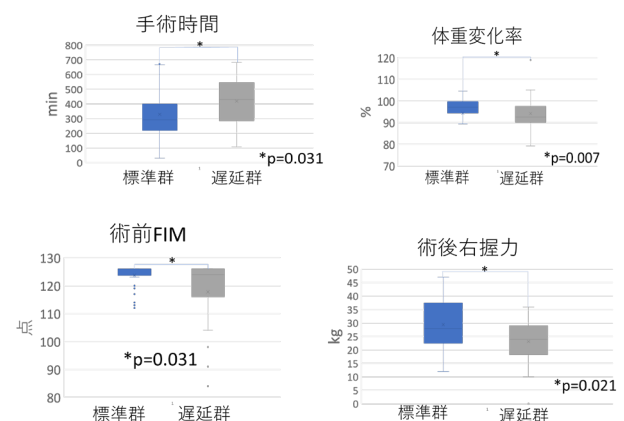 手術時間
min
800
700
600
500
400
300
200
100
0
*
*p=0.031
標準群
遅延群
体重変化率
%
120
110
100
90
80
70
*
*p=0.007
標準群
遅延群
術前FIM
点
130
120
110
100
90
80
*
*p=0.031
標準群
遅延群
術後右握力
kg
50
45
40
35
30
25
20
15
10
5
0
*
*p=0.021
標準群
遅延群